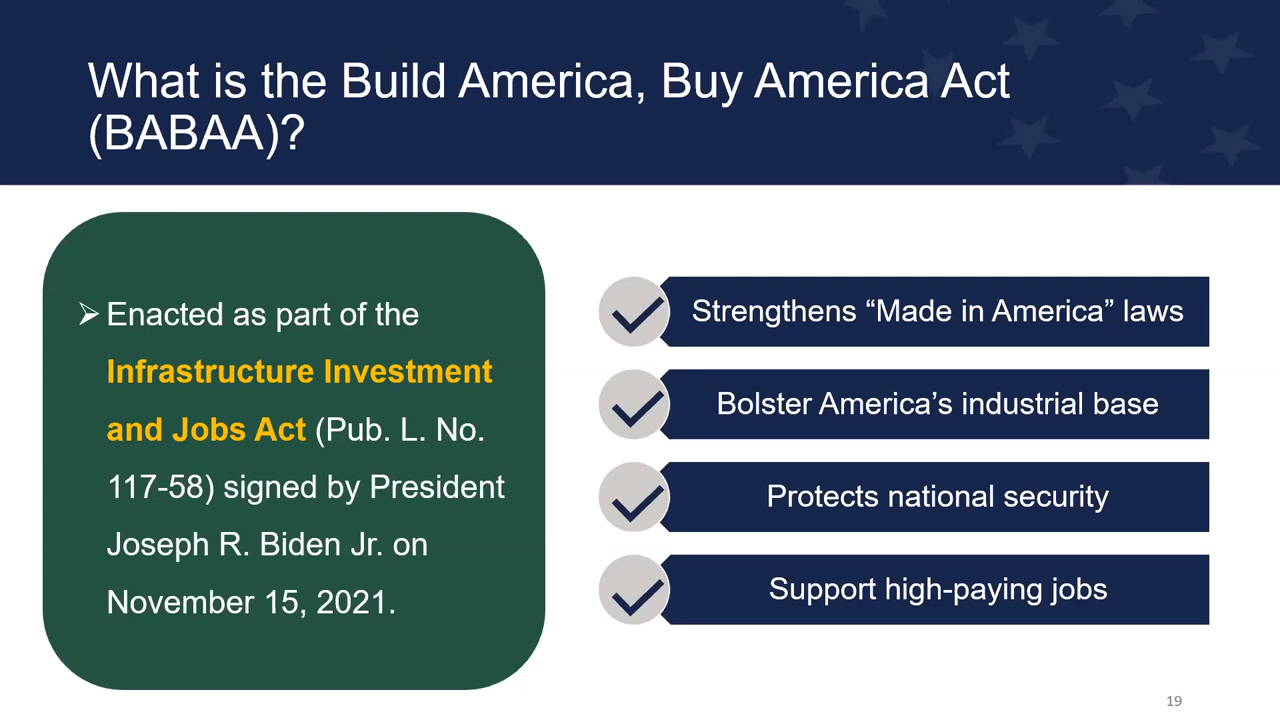 What is the Build America, Buy America Act
(BABAA)?
➢ Enacted as part of the
Infrastructure Investment
and Jobs Act (Pub. L. No.
117-58) signed by President
Joseph R. Biden Jr. on
November 15, 2021.
Strengthens “Made in America” laws
Bolster America’s industrial base
Protects national security
Support high-paying jobs
19